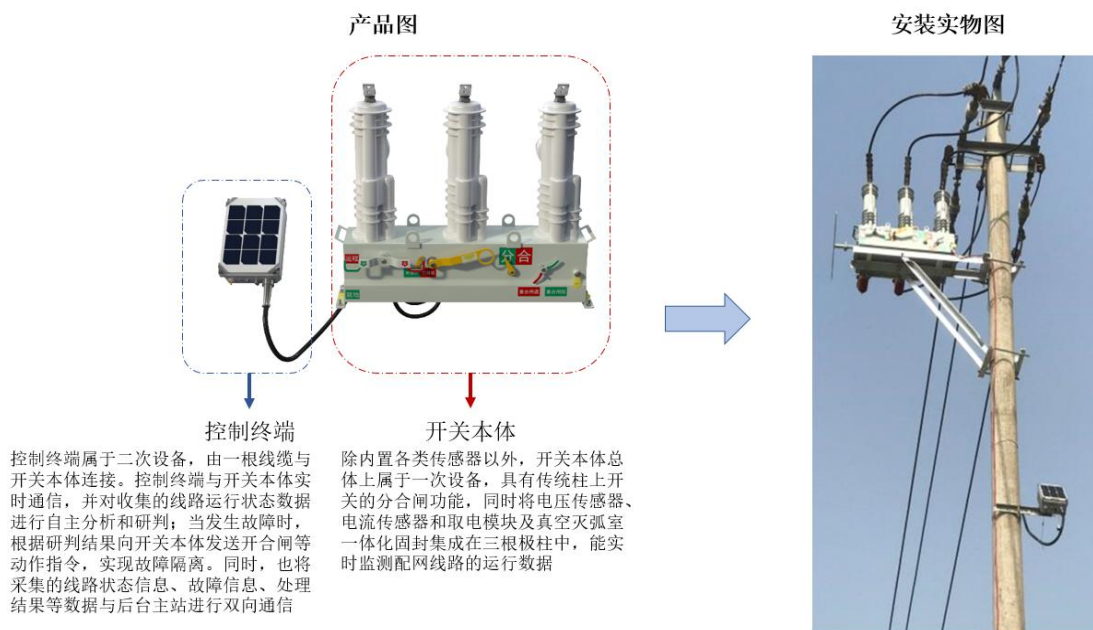 产品图
安装实物图
远程
分 合
控制终端
开关本体
控制终端属于二次设备，由一根线缆与
开关本体连接。控制终端与开关本体实
时通信，并对收集的线路运行状态数据
进行自主分析和研判；当发生故障时，
根据研判结果向开关本体发送开合闸等
动作指令，实现故障隔离。同时，也将
采集的线路状态信息、故障信息、处理
结果等数据与后台主站进行双向通信
除内置各类传感器以外，开关本体总
体上属于一次设备，具有传统柱上开
关的分合闸功能，同时将电压传感器、
电流传感器和取电模块及真空灭弧室
一体化固封集成在三根极柱中，能实
时监测配网线路的运行数据